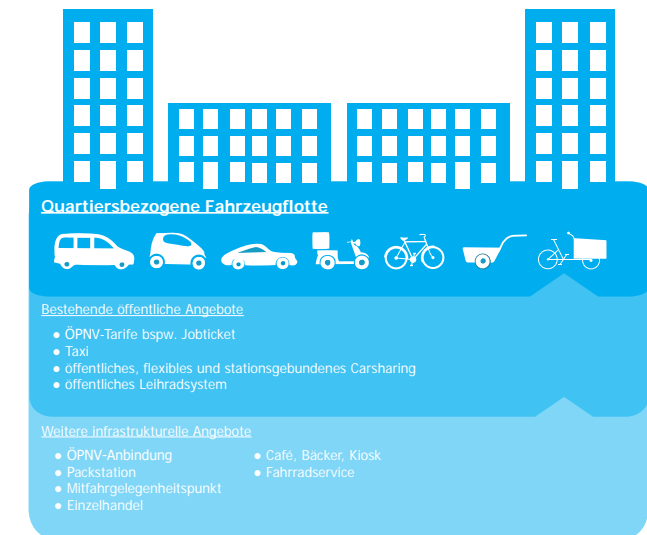 Quartiersbezogene Fahrzeugflotte
Bestehende öffentliche Angebote
● ÖPNV-Tarife bspw. Jobticket
● Taxi
● öffentliches, flexibles und stationsgebundenes Carsharing
● öffentliches Leihradsystem
Weitere infrastrukturelle Angebote
● ÖPNV-Anbindung
● Packstation
● Mitfahrgelegenheitspunkt
● Einzelhandel
● Café, Bäcker, Kiosk
● Fahrradservice